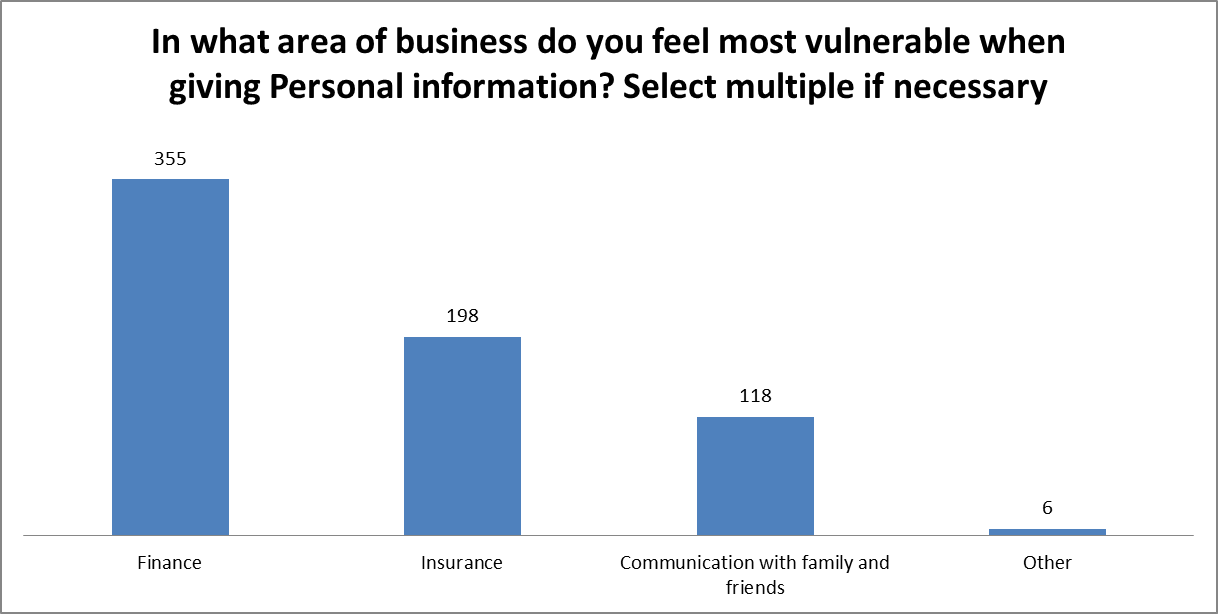 In what area of business do you feel most vulnerable when
giving Personal information? Select multiple if necessary
355
198
118
6
Finance
Insurance
Communication with family and
friends
Other